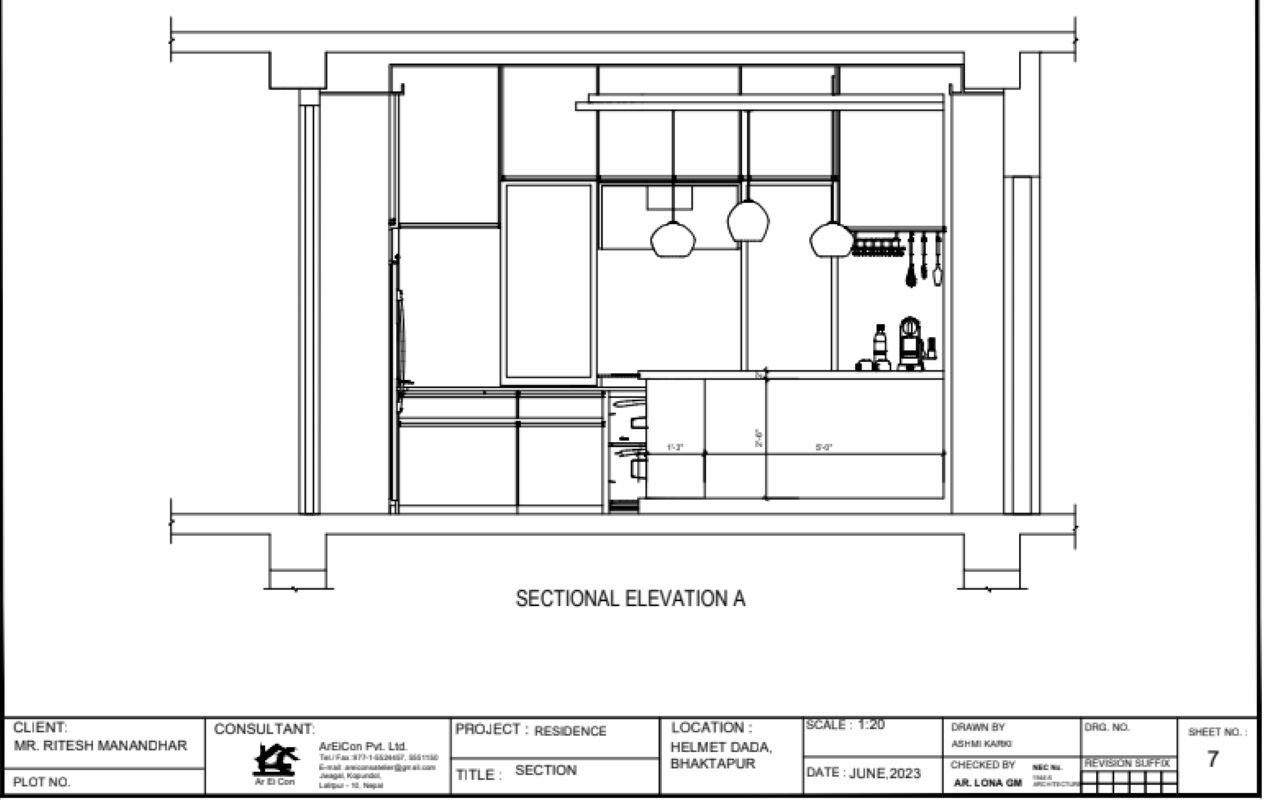 2"
1'-3"
2'-6"
5'-0"
SECTIONAL ELEVATION A
CLIENT:
MR. RITESH MANANDHAR
PLOT NO.
CONSULTANT:
Ar Ei Con
ArEiCon Pvt. Ltd.
Tel./ Fax :977-1-5524457, 5551150
E-mail: areiconsatelier@gmail.com
Jwagal, Kopundol,
Lalitpur - 10, Nepal
PROJECT : RESIDENCE
TITLE : SECTION
LOCATION :
HELMET DADA,
BHAKTAPUR
SCALE : 1:20
DATE : JUNE,2023
DRAWN BY
ASHMI KARKI
CHECKED BY
AR. LONA GM
NEC No.
ARCHITECTURE
DRG. NO.
REVISION SUFFIX
SHEET NO. :
7